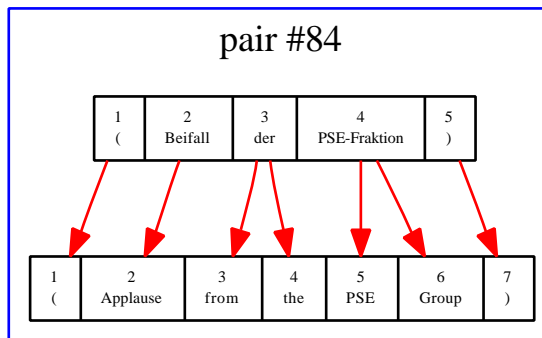 pair #84
1 2 3 4 5
( Beifall der PSE-Fraktion )
1 2 3 4 5 6 7
( Applause from the PSE Group )